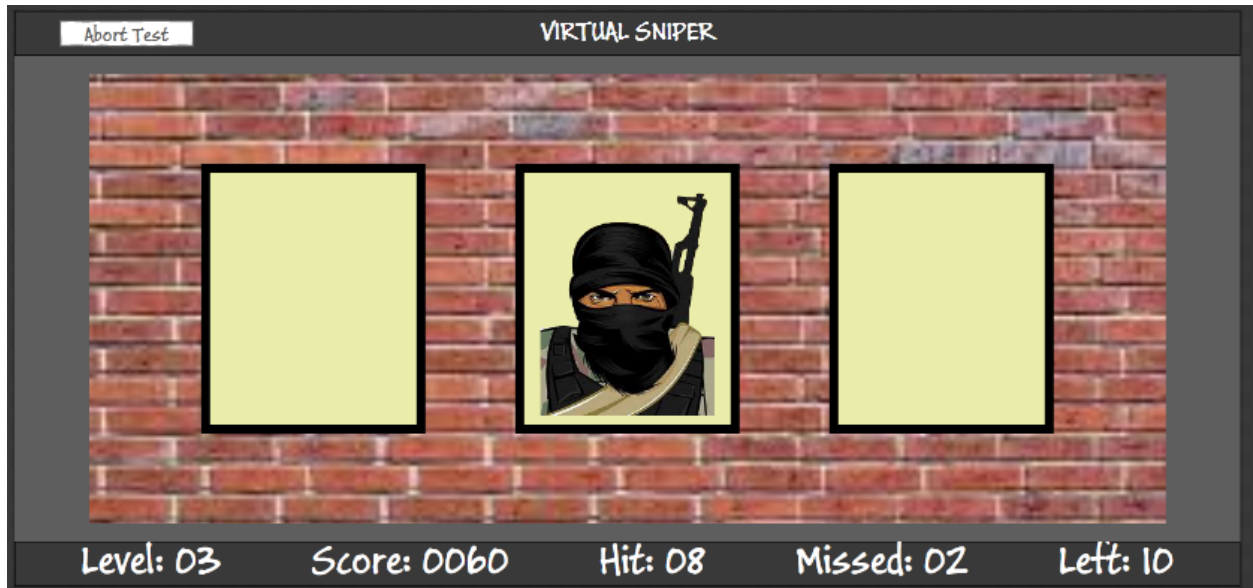 Abort Test
VIRTUAL SNIPER
Level: 03 Score: 0060 Hit: 08 Missed: 02 Left: 10